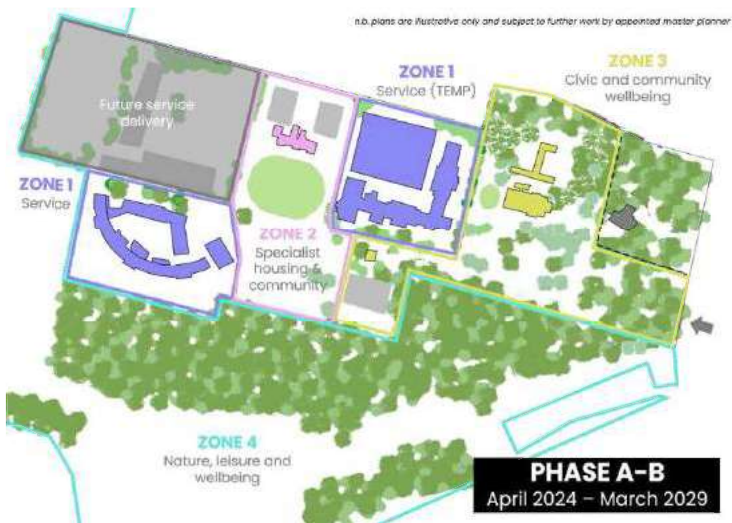 n.b. plans are illustrative only and subject to further work by appointed master planner
ZONE 1
Service (TEMP)
ZONE 3
Civic and community
wellbeing
Future service
delivery
ZONE 1
Service
ZONE 2
Specialist
housing &
community
ZONE 4
Nature, leisure and
wellbeing
PHASE A-B
April 2024 – March 2029